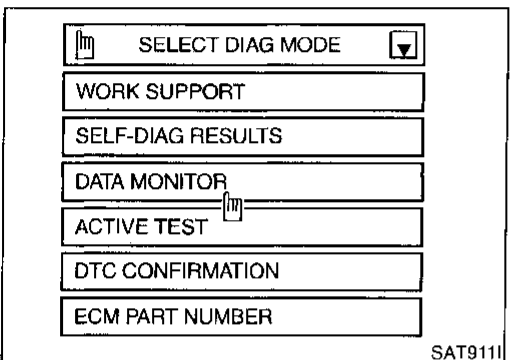 SELECT DIAG MODE
WORK SUPPORT
SELF-DIAG RESULTS
DATA MONITOR
ACTIVE TEST
DTC CONFIRMATION
ECM PART NUMBER
SAT911I